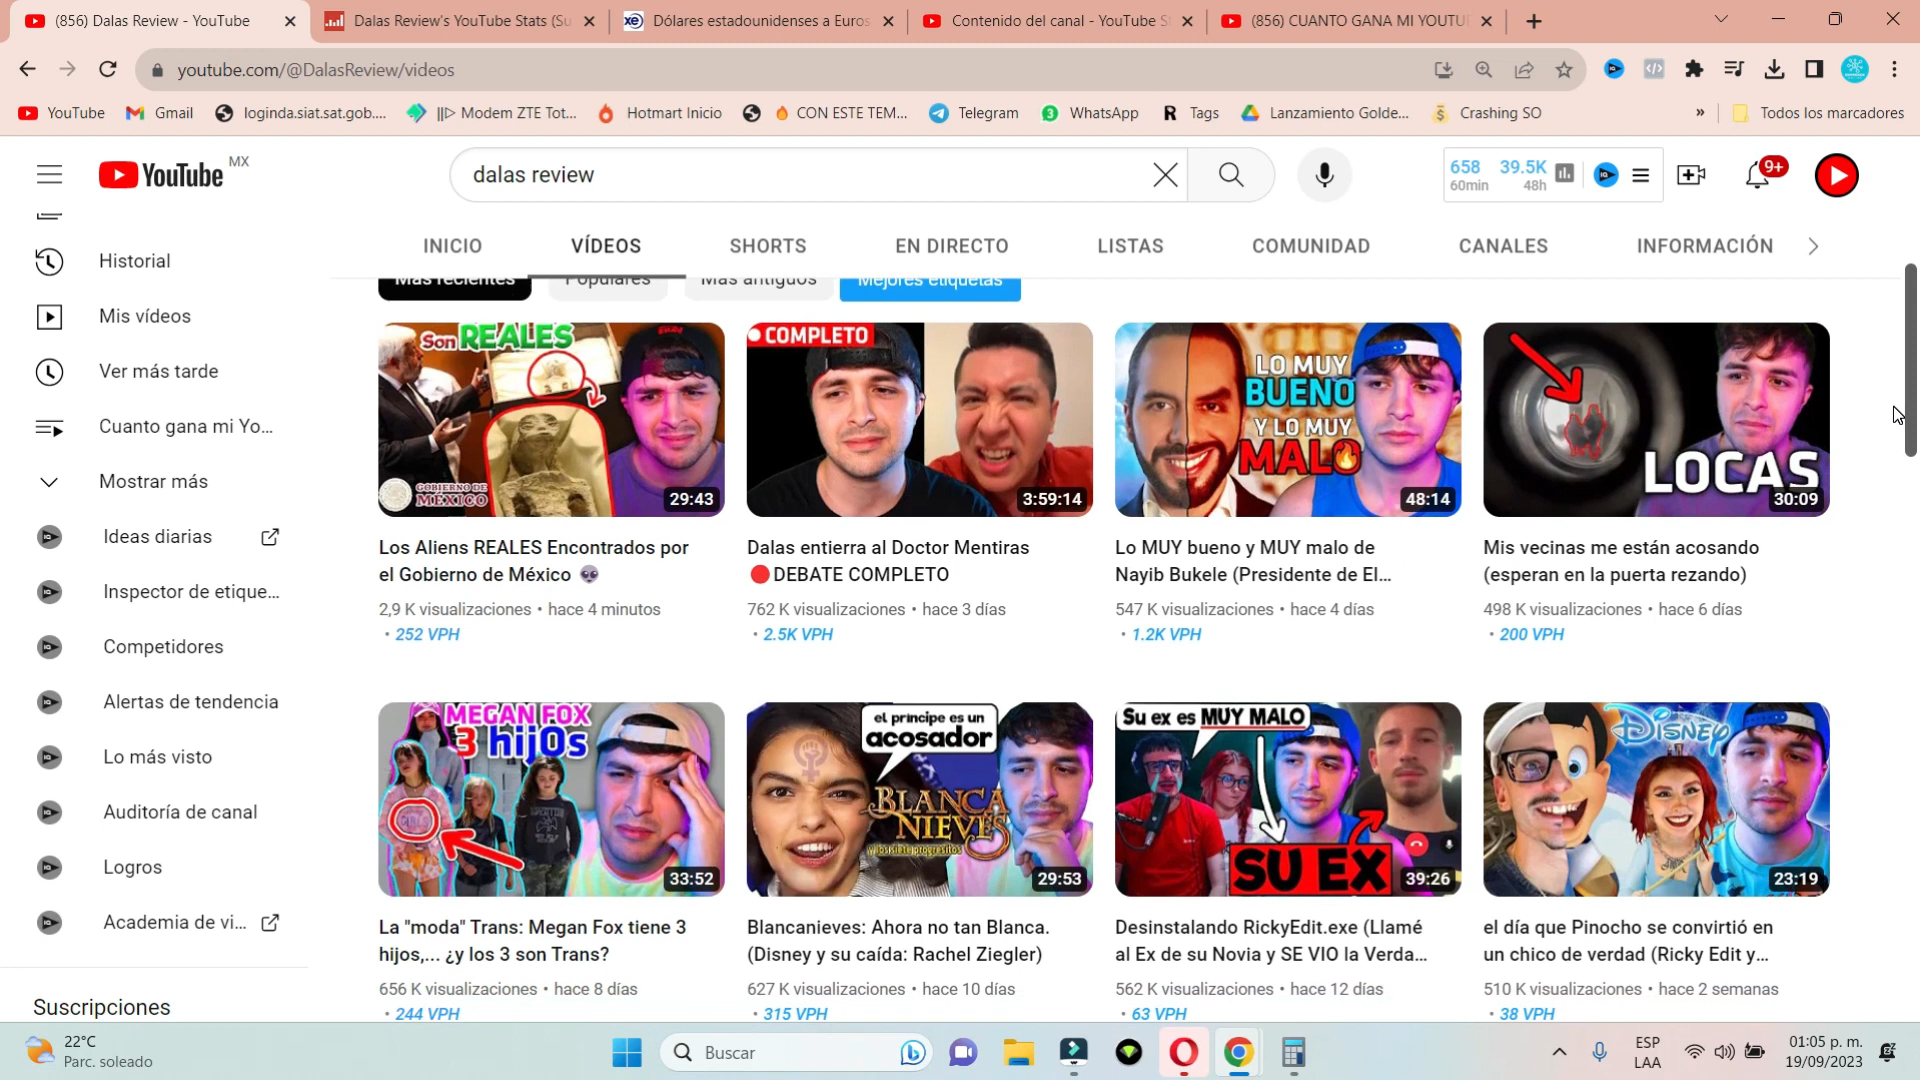 (856) Dalas Review - YouTube
Dalas Review's YouTube Stats (Su
Dólares estadounidenses a Euros
Contenido del canal - YouTube S
(856) CUANTO GANA MI YOUTU
youtube.com/@DalasReview/videos
YouTube
Gmail
loginda.siat.sat.gob....
||▷ Modem ZTE Tot...
Hotmart Inicio
CON ESTE TEM...
Telegram
WhatsApp
Tags
Lanzamiento Golde...
Crashing SO
»
Todos los marcadores
YouTube MX
dalas review
658 39.5K
60min 48h
9+
INICIO
VÍDEOS
SHORTS
EN DIRECTO
LISTAS
COMUNIDAD
CANALES
INFORMACIÓN
Más recientes
Populares
Más antiguos
Mejores etiquetas
Historial
Mis vídeos
Ver más tarde
Cuanto gana mi Yo...
Mostrar más
Ideas diarias
Inspector de etique...
Competidores
Alertas de tendencia
Lo más visto
Auditoría de canal
Logros
Academia de vi...
Suscripciones
Son REALES
GOBIERNO DE
MÉXICO
29:43
Los Aliens REALES Encontrados por
el Gobierno de México 👽
2,9 K visualizaciones • hace 4 minutos
• 252 VPH
COMPLETO
3:59:14
Dalas entierra al Doctor Mentiras
🔴DEBATE COMPLETO
762 K visualizaciones • hace 3 días
• 2.5K VPH
LO MUY
BUENO
Y LO MUY
MALO
48:14
Lo MUY bueno y MUY malo de
Nayib Bukele (Presidente de El...
547 K visualizaciones • hace 4 días
• 1.2K VPH
LOCAS
30:09
Mis vecinas me están acosando
(esperan en la puerta rezando)
498 K visualizaciones • hace 6 días
• 200 VPH
MEGAN FOX
3 hijOs
33:52
La "moda" Trans: Megan Fox tiene 3
hijos,... ¿y los 3 son Trans?
656 K visualizaciones • hace 8 días
• 244 VPH
el príncipe es un
acosador
BLANCA
NIEVES
y los siete progresitos
29:53
Blancanieves: Ahora no tan Blanca.
(Disney y su caída: Rachel Ziegler)
627 K visualizaciones • hace 10 días
• 315 VPH
Su ex es MUY MALO
SU EX
39:26
Desinstalando RickyEdit.exe (Llamé
al Ex de su Novia y SE VIO la Verda...
562 K visualizaciones • hace 12 días
• 63 VPH
DISNEY
23:19
el día que Pinocho se convirtió en
un chico de verdad (Ricky Edit y...
510 K visualizaciones • hace 2 semanas
• 38 VPH
22°C
Parc. soleado
Buscar
ESP
LAA
01:05 p. m.
19/09/2023